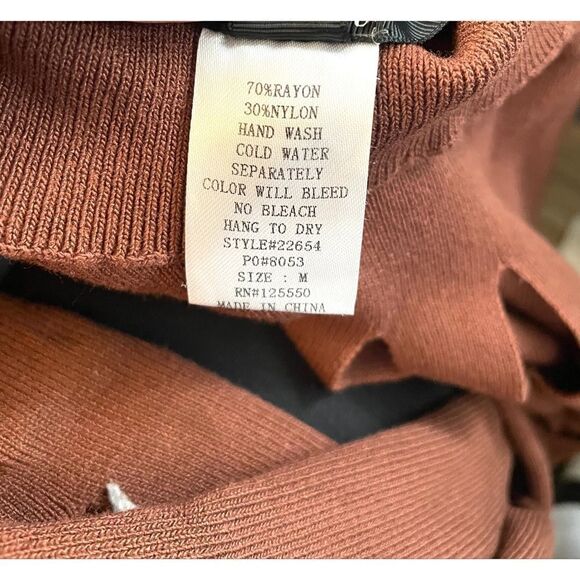 70%RAYON
30%NYLON
HAND WASH
COLD WATER
SEPARATELY
COLOR WILL BLEED
NO BLEACH
HANG TO DRY
STYLE#22654
PO#8053
SIZE : M
RN#125550
MADE IN CHINA